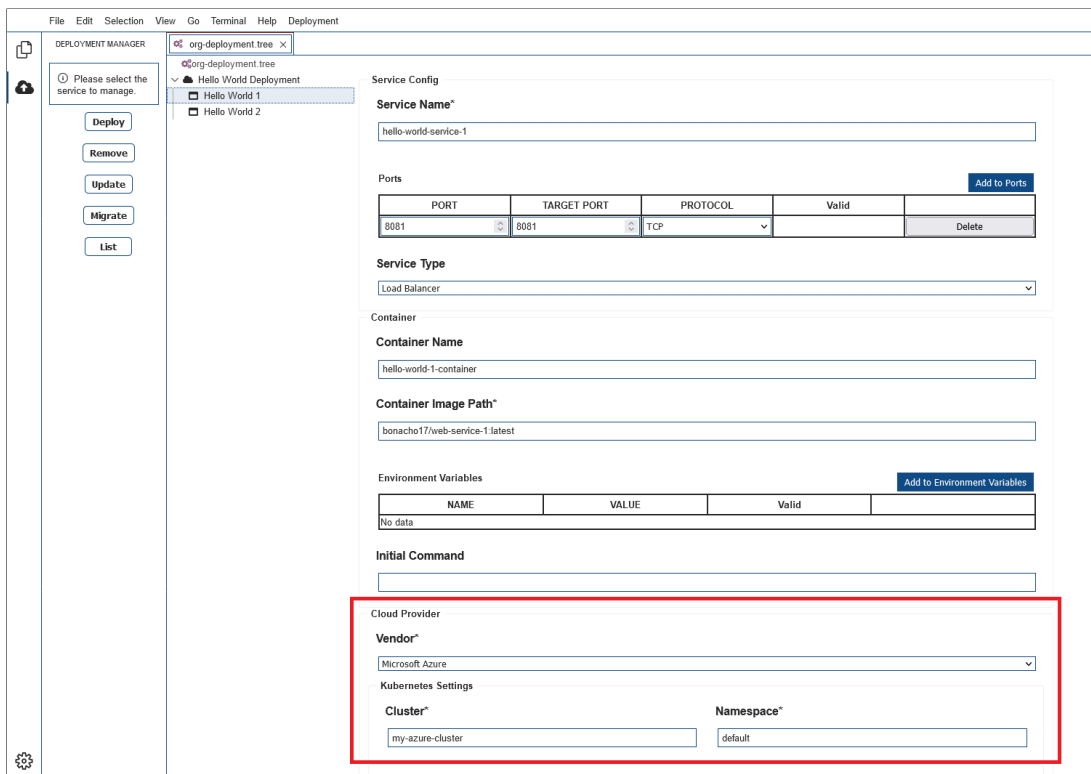 File Edit Selection View Go Terminal Help Deployment
DEPLOYMENT MANAGER
Please select the
service to manage.
Deploy
Remove
Update
Migrate
List
org-deployment.tree
org-deployment.tree
Hello World Deployment
Hello World 1
Hello World 2
Service Config
Service Name*
hello-world-service-1
Ports
Add to Ports
PORT TARGET PORT PROTOCOL Valid
8081 8081 TCP Delete
Service Type
Load Balancer
Container
Container Name
hello-world-1-container
Container Image Path*
bonacho17/web-service-1:latest
Environment Variables
Add to Environment Variables
NAME VALUE Valid
No data
Initial Command
Cloud Provider
Vendor*
Microsoft Azure
Kubernetes Settings
Cluster* Namespace*
my-azure-cluster default